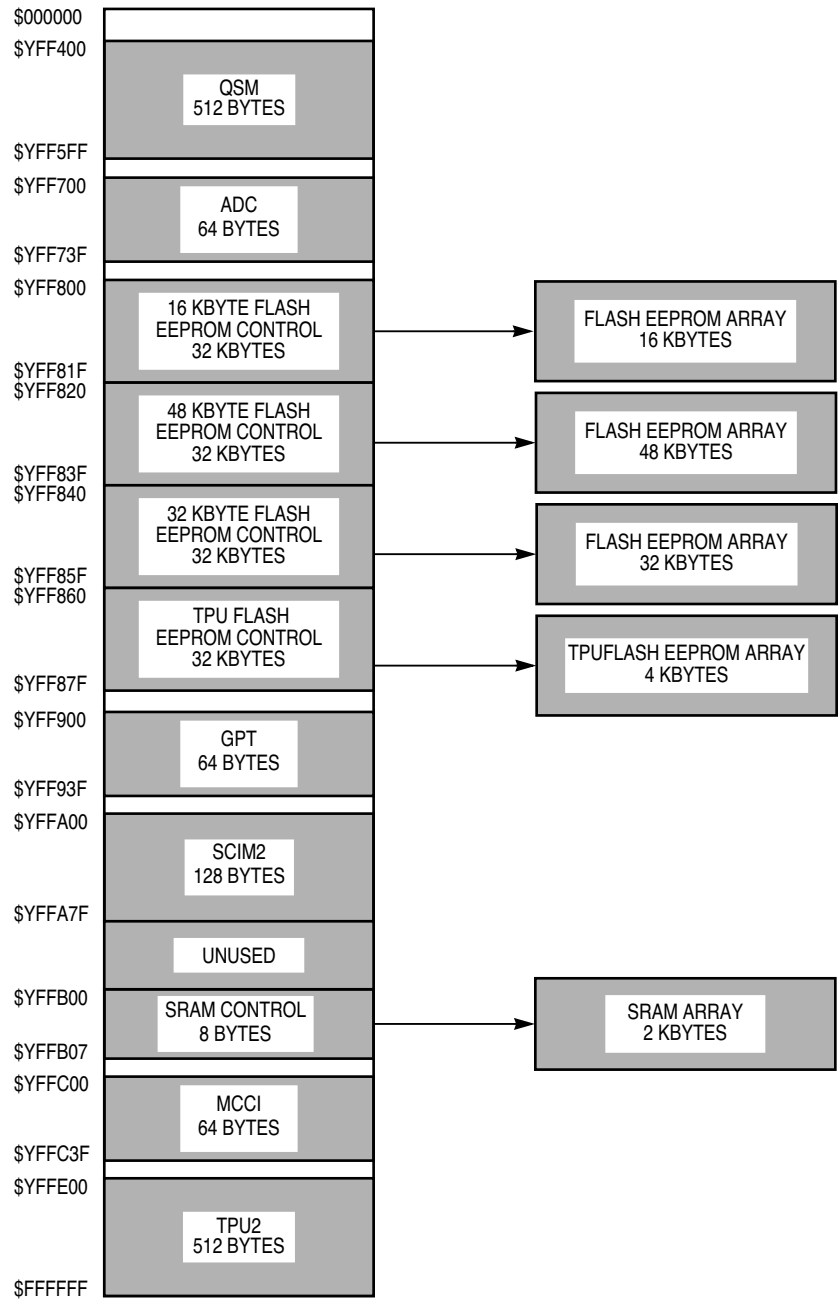 $000000
$YFF400
QSM
512 BYTES
$YFF5FF
$YFF700
ADC
64 BYTES
$YFF73F
$YFF800
16 KBYTE FLASH
EEPROM CONTROL
32 KBYTES
FLASH EEPROM ARRAY
16 KBYTES
$YFF81F
$YFF820
48 KBYTE FLASH
EEPROM CONTROL
32 KBYTES
FLASH EEPROM ARRAY
48 KBYTES
$YFF83F
$YFF840
32 KBYTE FLASH
EEPROM CONTROL
32 KBYTES
FLASH EEPROM ARRAY
32 KBYTES
$YFF85F
$YFF860
TPU FLASH
EEPROM CONTROL
32 KBYTES
TPUFLASH EEPROM ARRAY
4 KBYTES
$YFF87F
$YFF900
GPT
64 BYTES
$YFF93F
$YFFA00
SCIM2
128 BYTES
$YFFA7F
UNUSED
$YFFB00
SRAM CONTROL
8 BYTES
SRAM ARRAY
2 KBYTES
$YFFB07
$YFFC00
MCCI
64 BYTES
$YFFC3F
$YFFE00
TPU2
512 BYTES
$FFFFFF